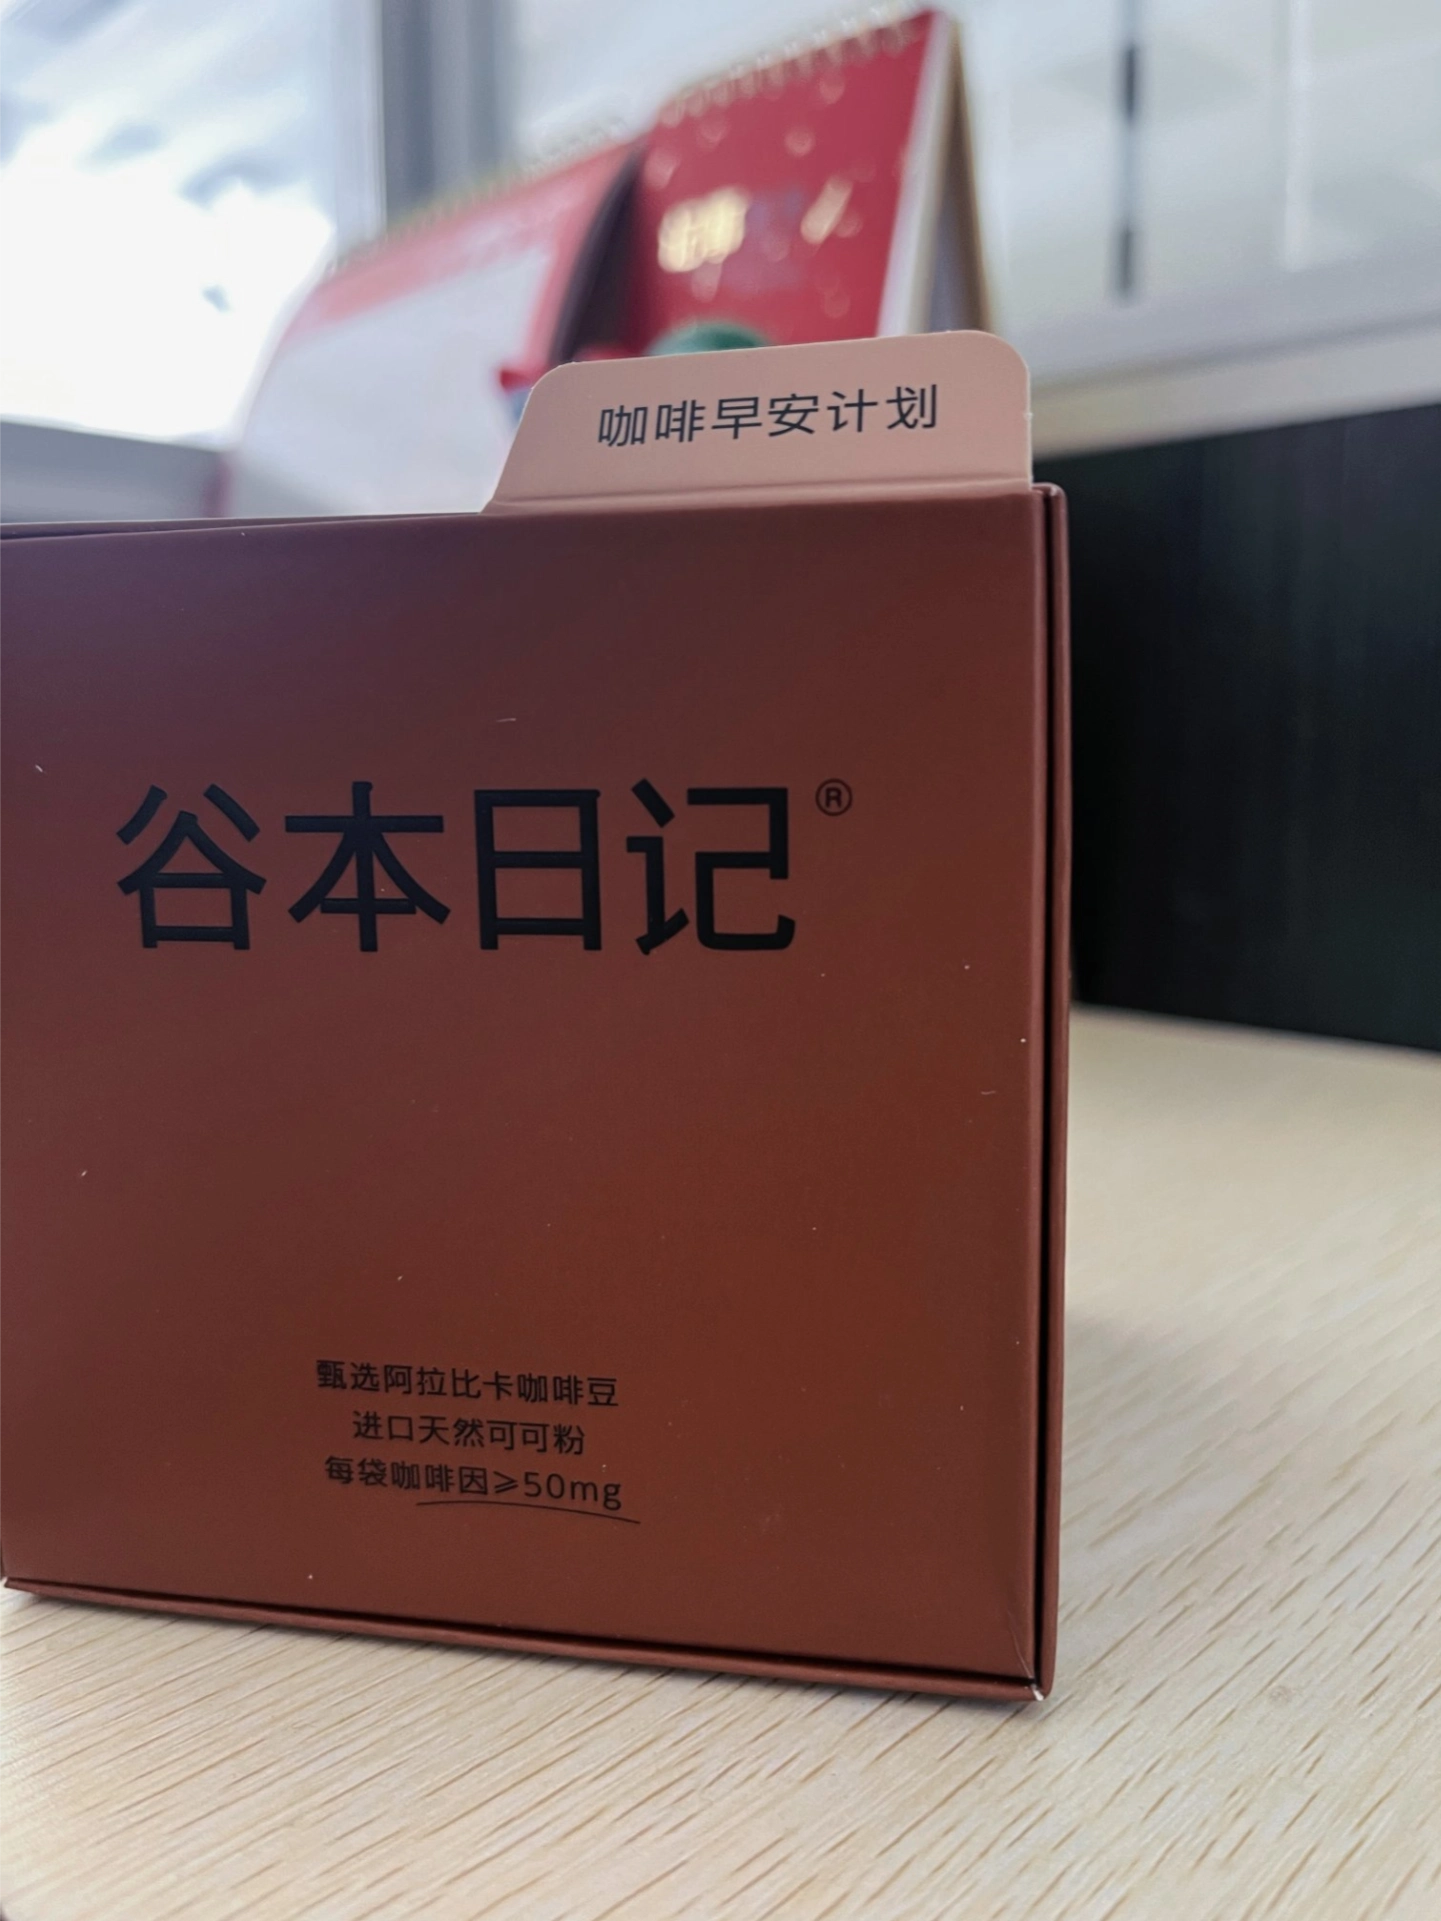 咖啡早安计划
谷本日记®
甄选阿拉比卡咖啡豆
进口天然可可粉
每袋咖啡因⩾50mg